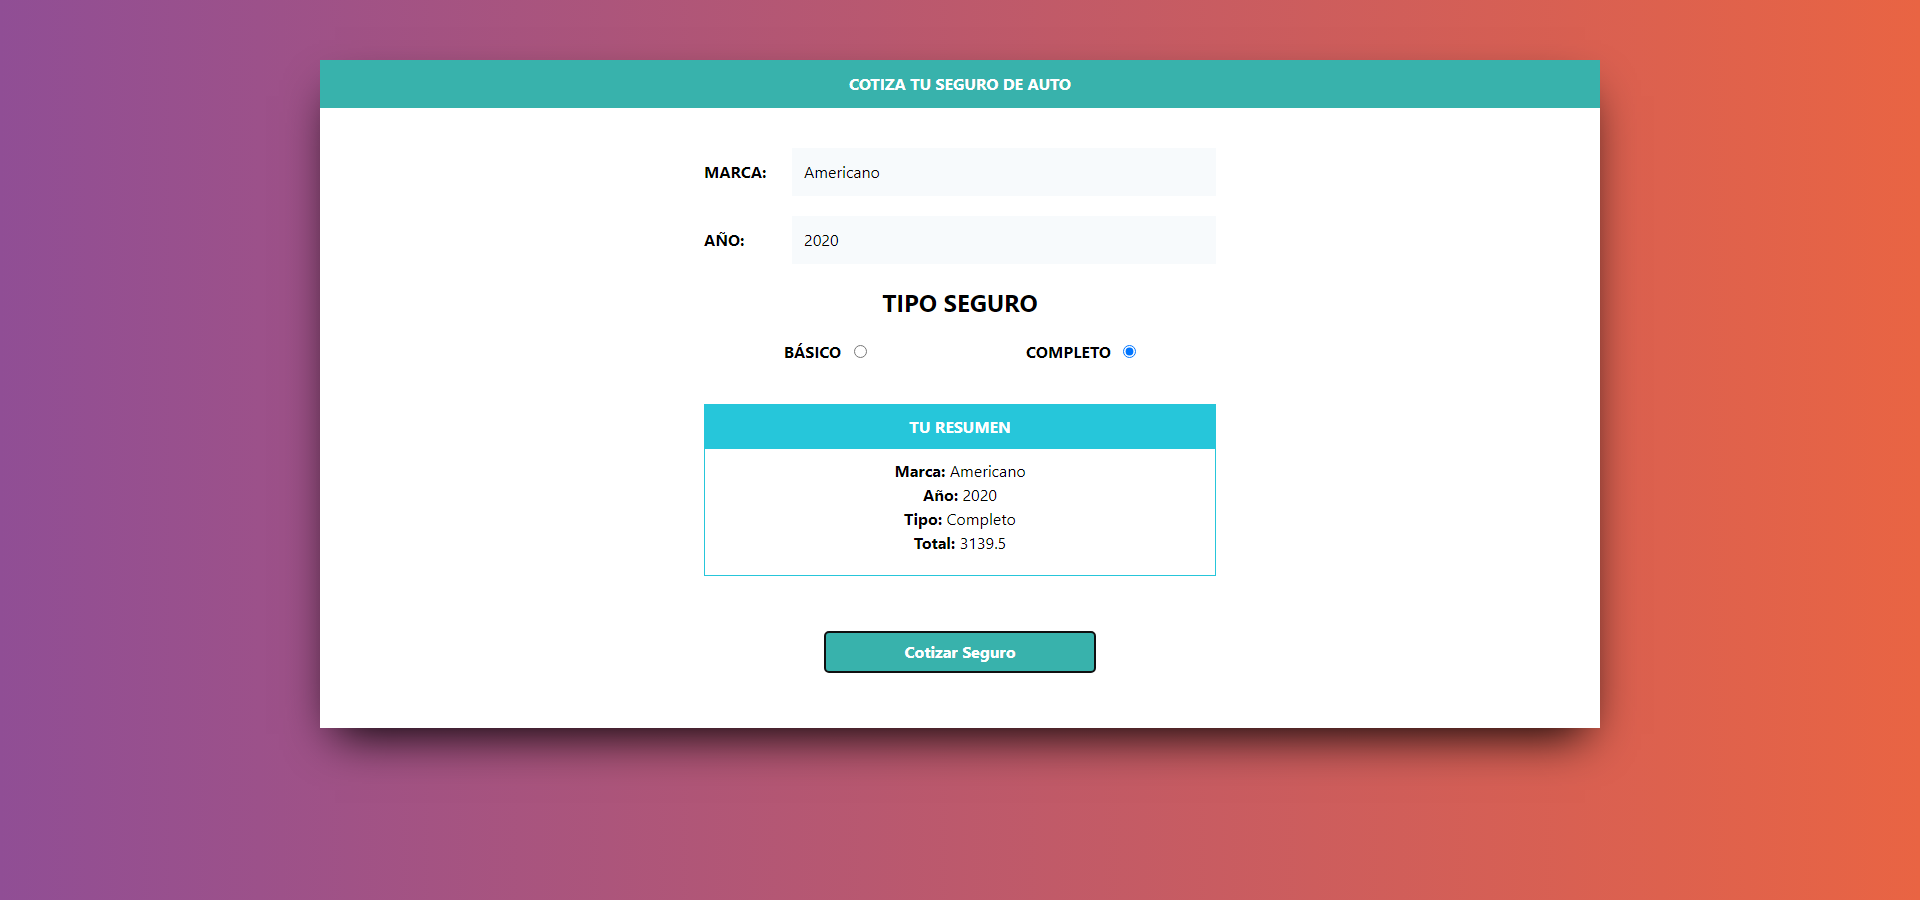 COTIZA TU SEGURO DE AUTO
MARCA: Americano
AÑO: 2020
TIPO SEGURO
BÁSICO COMPLETO
TU RESUMEN
Marca: Americano
Año: 2020
Tipo: Completo
Total: 3139.5
Cotizar Seguro